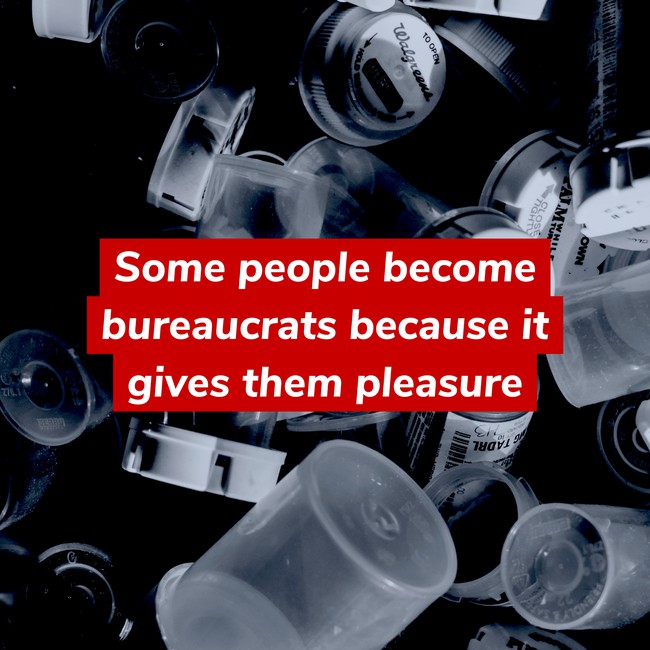 Walgreens
TO OPEN
Some people become
bureaucrats because it
gives them pleasure